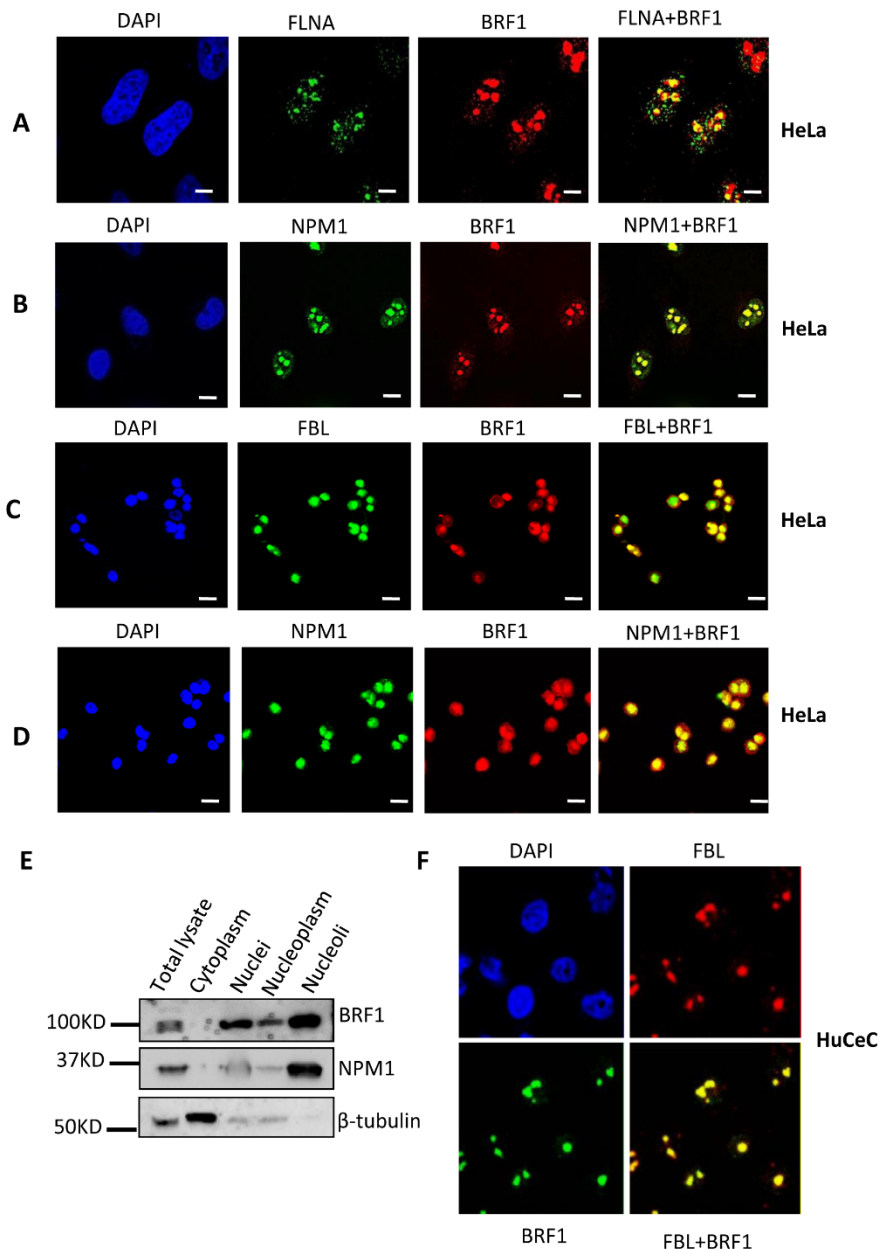 DAPI FLNA BRF1 FLNA+BRF1
A HeLa
DAPI NPM1 BRF1 NPM1+BRF1
B HeLa
DAPI FBL BRF1 FBL+BRF1
C HeLa
DAPI NPM1 BRF1 NPM1+BRF1
D HeLa
E
Total lysate
Cytoplasm
Nuclei
Nucleoplasm
Nucleoli
100KD BRF1
37KD NPM1
50KD β-tubulin
F
DAPI FBL
HuCeC
BRF1 FBL+BRF1